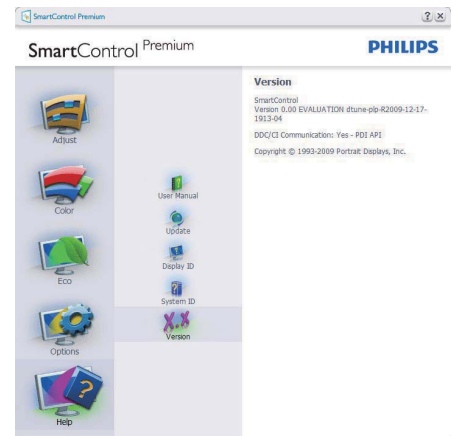 SmartControl Premium
? X
SmartControl Premium
PHILIPS
Adjust
Color
Eco
Options
Help
User Manual
Update
Display ID
System ID
X.X
Version
Version
SmartControl
Version 0.00 EVALUATION dtune-plp-R2009-12-17-
1913-04
DDC/CI Communication: Yes - PDI API
Copyright © 1993-2009 Portrait Displays, Inc.